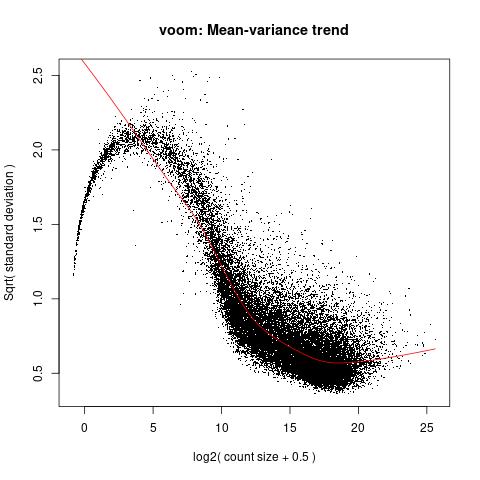 voom: Mean-variance trend
Sqrt( standard deviation )
2.5
2.0
1.5
1.0
0.5
0 5 10 15 20 25
log2( count size + 0.5 )